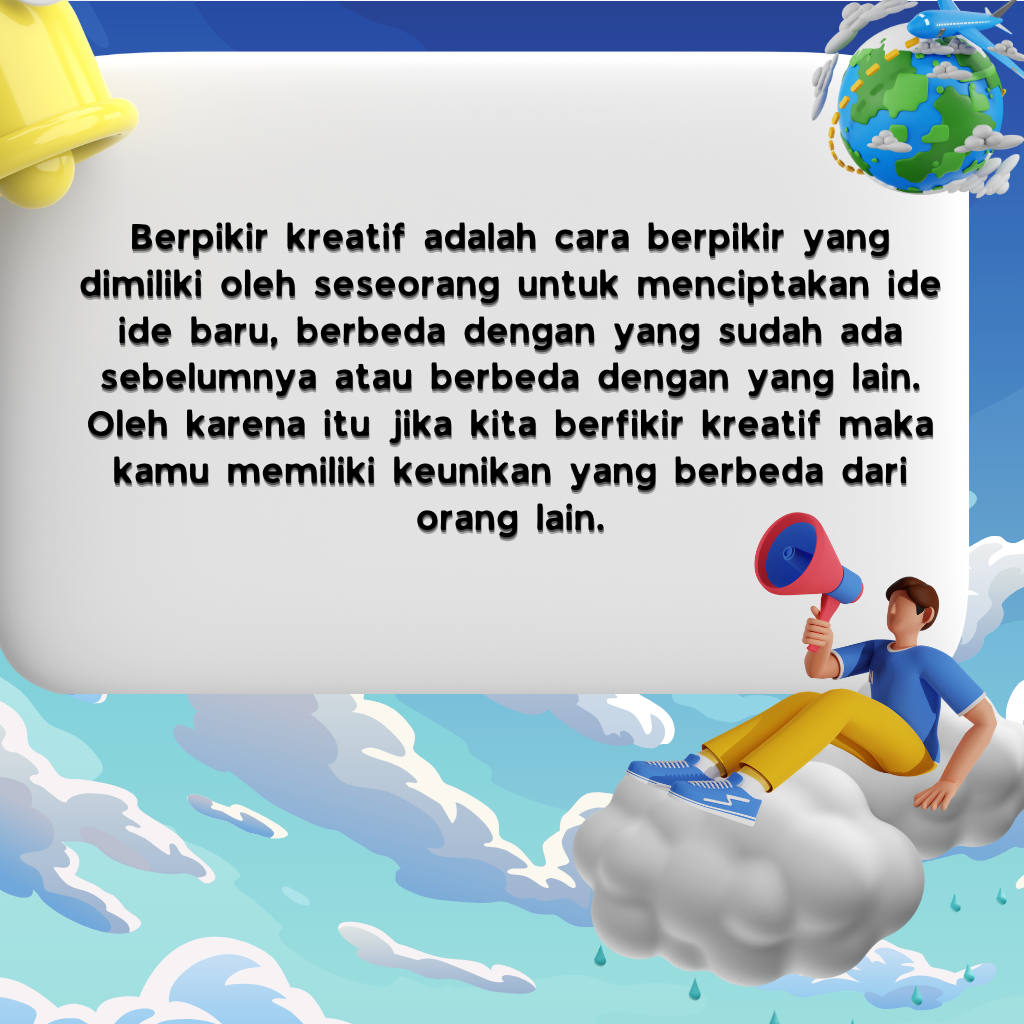 Berpikir kreatif adalah cara berpikir yang
dimiliki oleh seseorang untuk menciptakan ide
ide baru, berbeda dengan yang sudah ada
sebelumnya atau berbeda dengan yang lain.
Oleh karena itu jika kita berfikir kreatif maka
kamu memiliki keunikan yang berbeda dari
orang lain.